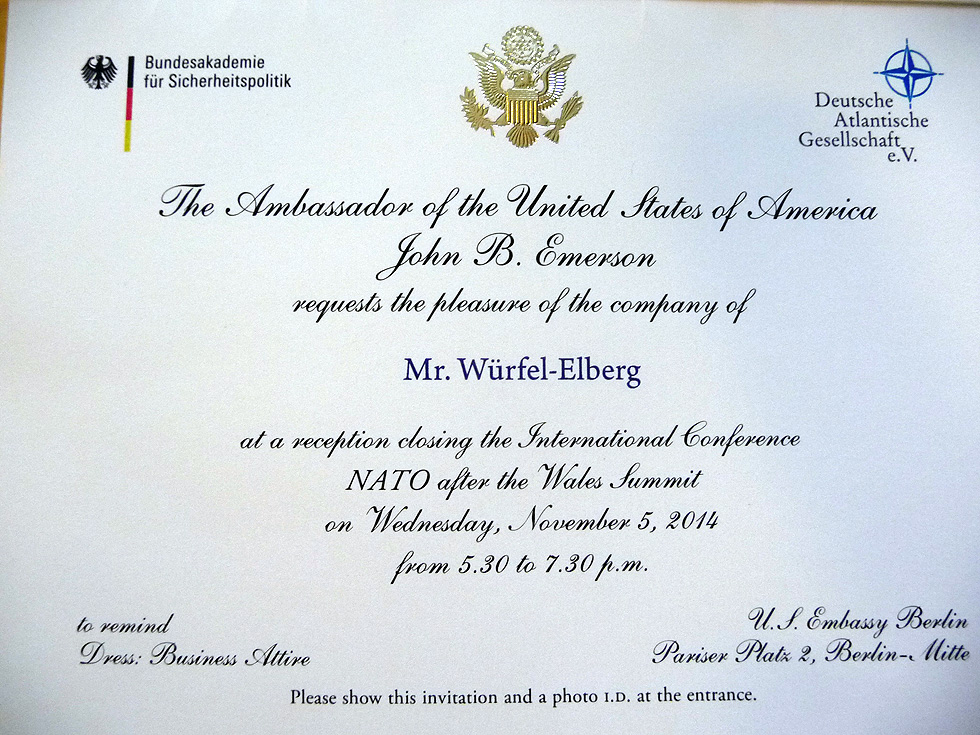 Bundesakademie
für Sicherheitspolitik
Deutsche
Atlantische
Gesellschaft
e.V.
The Ambassador of the United States of America
John B. Emerson
requests the pleasure of the company of
Mr. Würfel-Elberg
at a reception closing the International Conference
NATO after the Wales Summit
on Wednesday, November 5, 2014
from 5.30 to 7.30 p.m.
to remind
Dress: Business Attire
U.S. Embassy Berlin
Pariser Platz 2, Berlin-Mitte
Please show this invitation and a photo I.D. at the entrance.